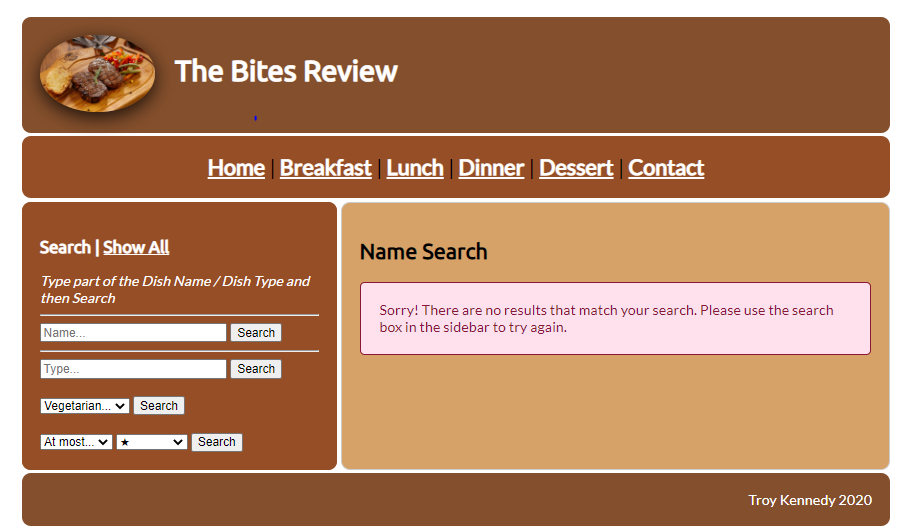 The Bites Review
Home | Breakfast | Lunch | Dinner | Dessert | Contact
Search | Show All
Type part of the Dish Name / Dish Type and
then Search
Name... Search
Type... Search
Vegetarian... Search
At most... ★ Search
Name Search
Sorry! There are no results that match your search. Please use the search
box in the sidebar to try again.
Troy Kennedy 2020